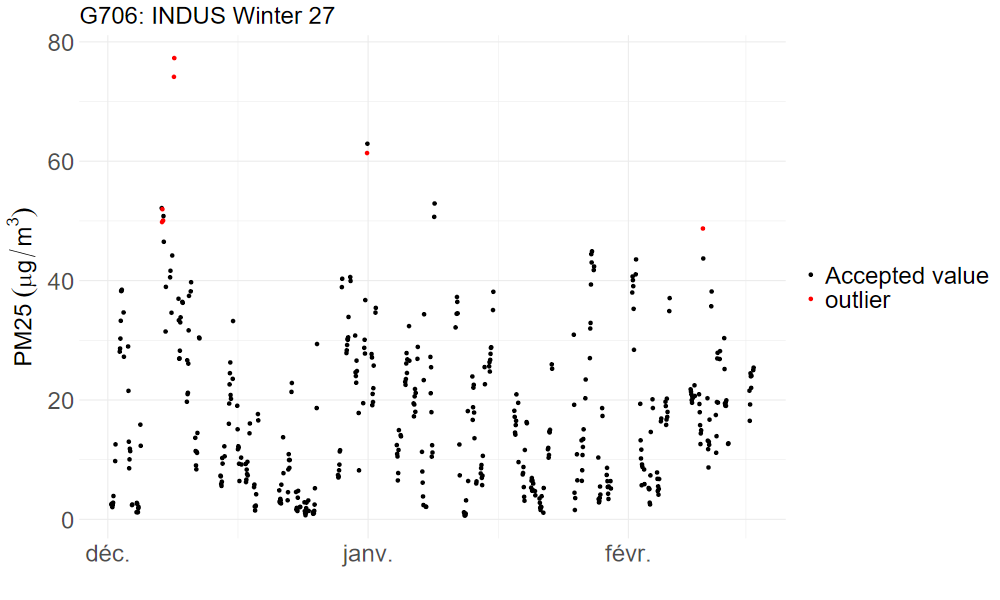 G706: INDUS Winter 27
80
60
40
20
0
PM25 (μg/m³)
déc.
janv.
févr.
Accepted value
outlier